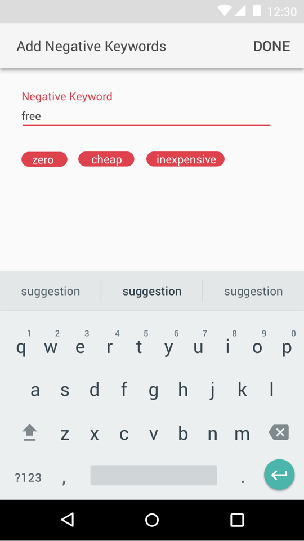 12:30
Add Negative Keywords DONE
Negative Keyword
free
zero cheap inexpensive
suggestion suggestion suggestion
1 2 3 4 5 6 7 8 9 0
q w e r t y u i o p
a s d f g h j k l
z x c v b n m
?123 , .